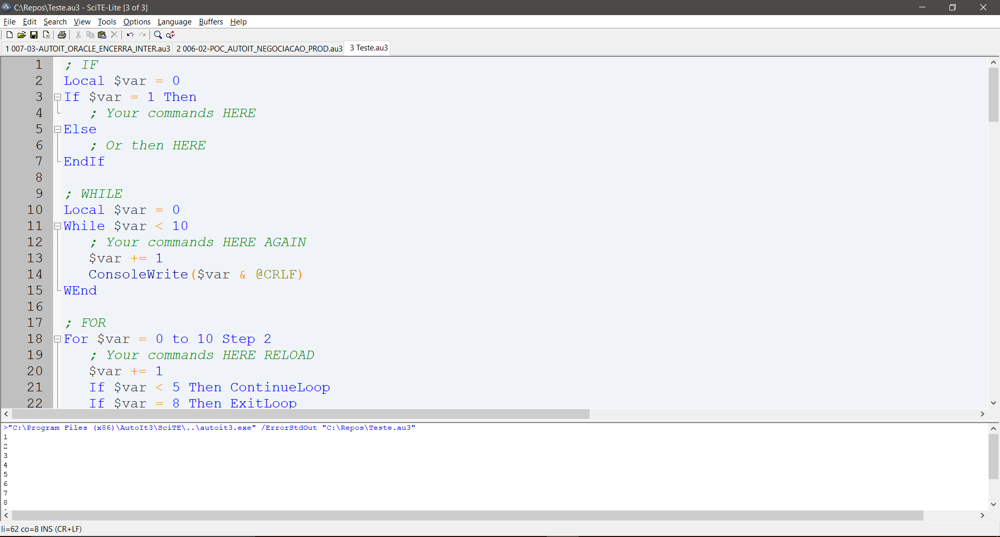 C:\Repos\Teste.au3 - SciTE-Lite [3 of 3]
File Edit Search View Tools Options Language Buffers Help
1 007-03-AUTOIT_ORACLE_ENCERRA_INTER.au3 2 006-02-POC_AUTOIT_NEGOCIACAO_PROD.au3 3 Teste.au3
1 ; IF
2 Local $var = 0
3 If $var = 1 Then
4 ; Your commands HERE
5 Else
6 ; Or then HERE
7 EndIf
8
9 ; WHILE
10 Local $var = 0
11 While $var < 10
12 ; Your commands HERE AGAIN
13 $var += 1
14 ConsoleWrite($var & @CRLF)
15 WEnd
16
17 ; FOR
18 For $var = 0 to 10 Step 2
19 ; Your commands HERE RELOAD
20 $var += 1
21 If $var < 5 Then ContinueLoop
22 If $var = 8 Then ExitLoop
>"C:\Program Files (x86)\AutoIt3\SciTE\..\autoit3.exe" /ErrorStdOut "C:\Repos\Teste.au3"
1
2
3
4
5
6
7
8
li=62 co=8 INS (CR+LF)